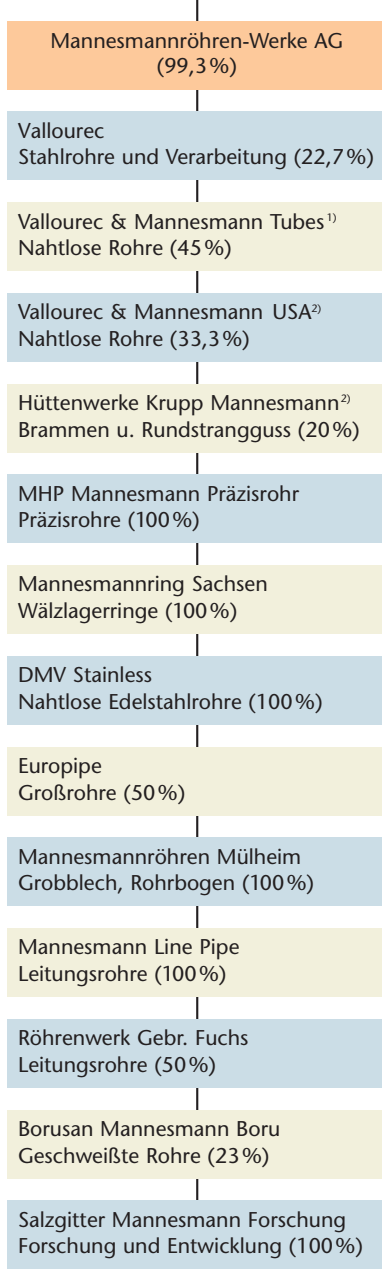 Mannesmannröhren-Werke AG
(99,3%)
Vallourec
Stahlrohre und Verarbeitung (22,7%)
Vallourec & Mannesmann Tubes¹⁾
Nahtlose Rohre (45%)
Vallourec & Mannesmann USA²⁾
Nahtlose Rohre (33,3%)
Hüttenwerke Krupp Mannesmann²⁾
Brammen u. Rundstrangguss (20%)
MHP Mannesmann Präzisrohr
Präzisrohre (100%)
Mannesmannring Sachsen
Wälzlagerringe (100%)
DMV Stainless
Nahtlose Edelstahlrohre (100%)
Europipe
Großrohre (50%)
Mannesmannröhren Mülheim
Grobblech, Rohrbogen (100%)
Mannesmann Line Pipe
Leitungsrohre (100%)
Röhrenwerk Gebr. Fuchs
Leitungsrohre (50%)
Borusan Mannesmann Boru
Geschweißte Rohre (23%)
Salzgitter Mannesmann Forschung
Forschung und Entwicklung (100%)